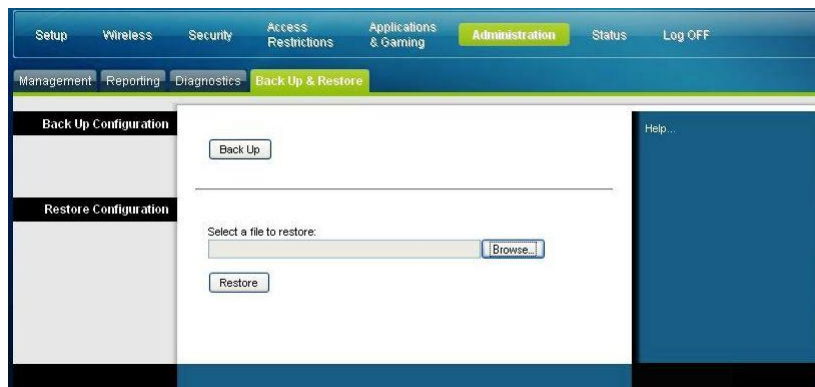 Setup Wireless Security Access Restrictions Applications & Gaming Administration Status Log OFF
Management Reporting Diagnostics Back Up & Restore
Back Up Configuration
Back Up
Help...
Restore Configuration
Select a file to restore:
Browse...
Restore